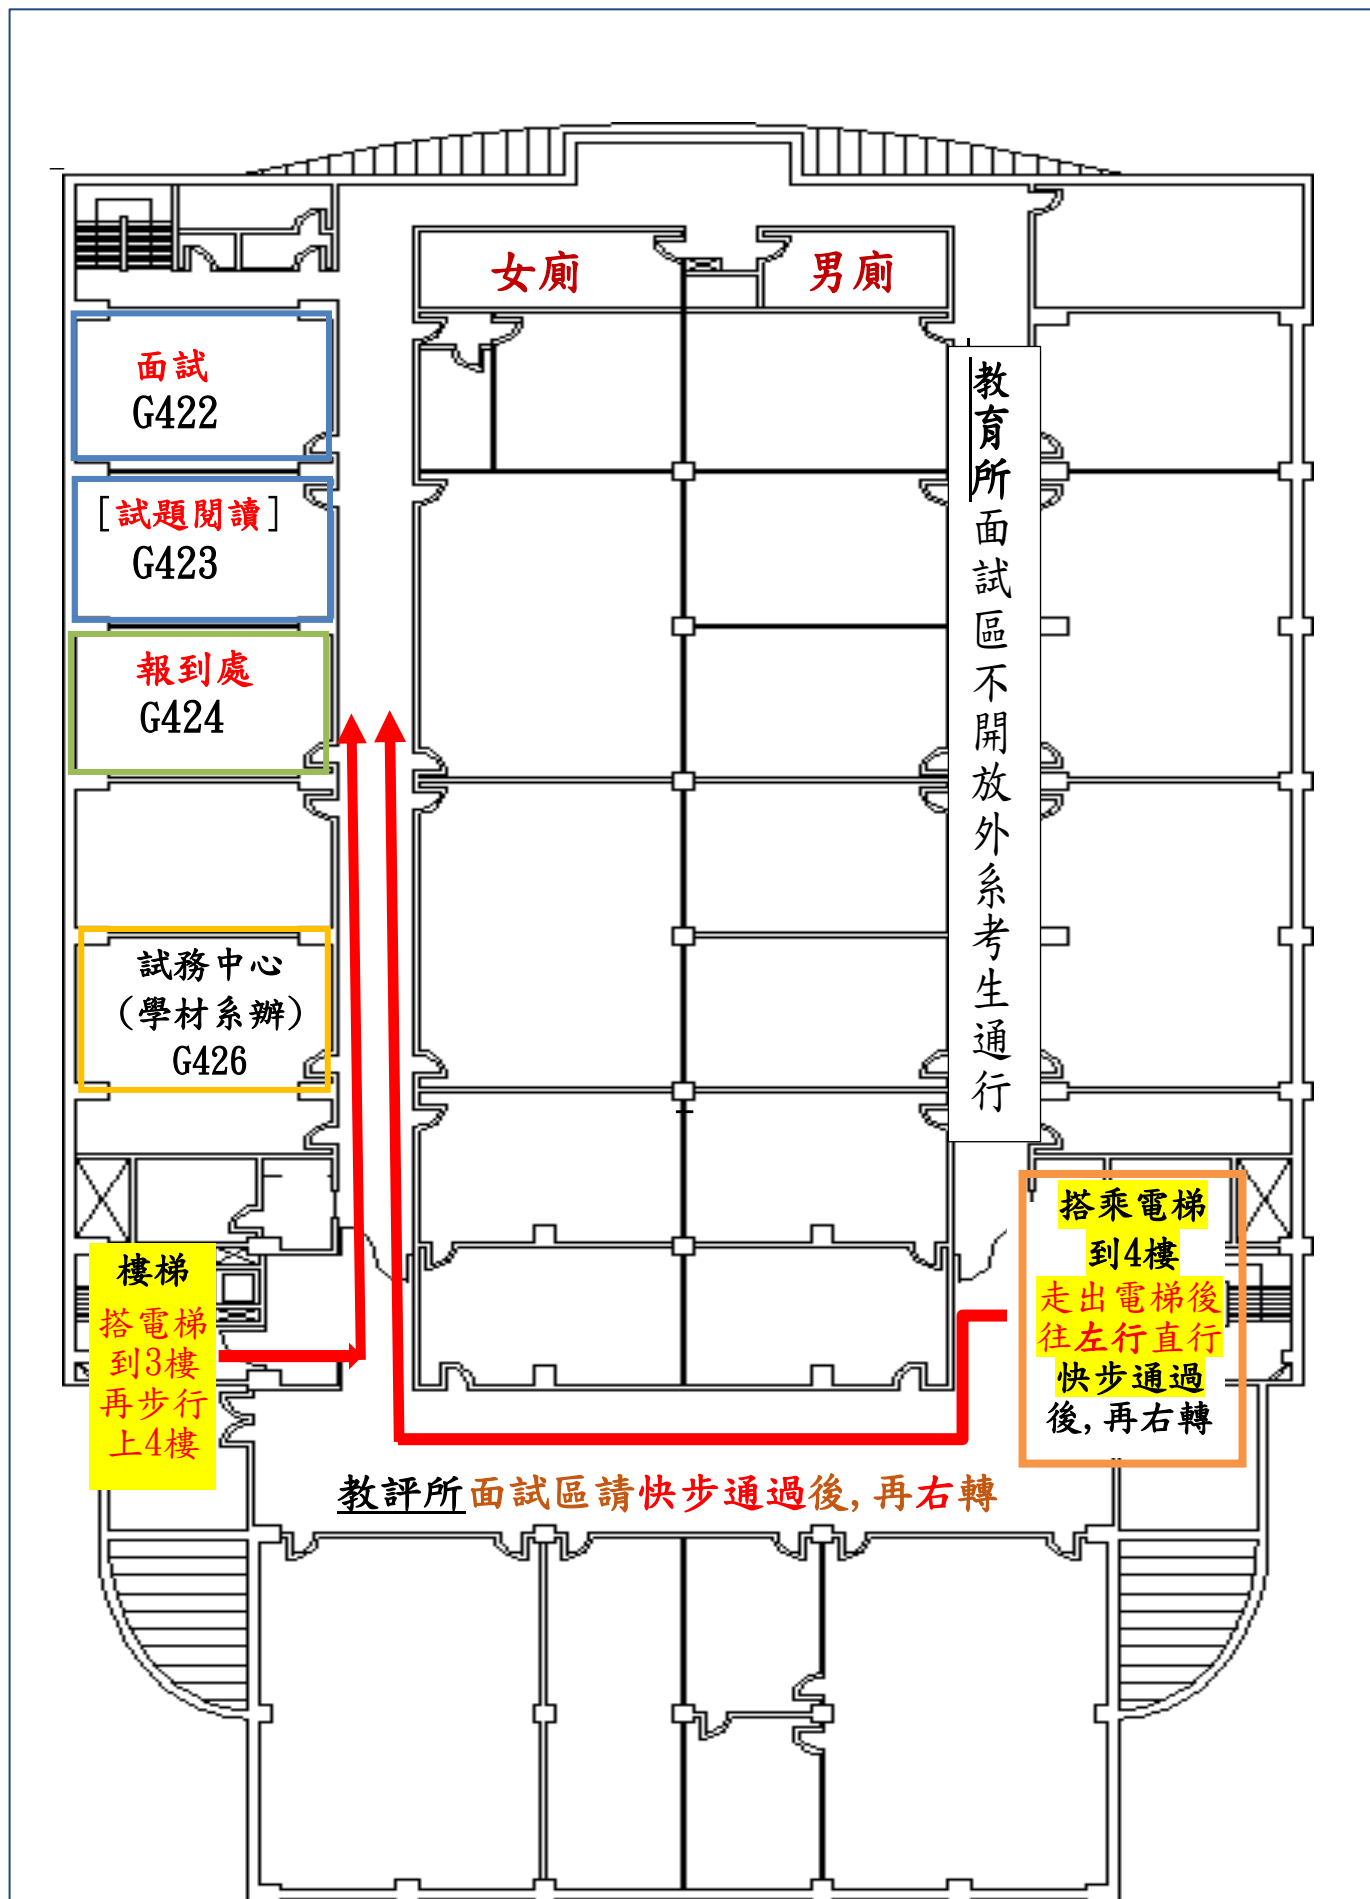 女廁
男廁
面試
G422
[試題閱讀]
G423
報到處
G424
試務中心
(學材系辦)
G426
教育所面試區不開放外系考生通行
樓梯
搭電梯
到3樓
再步行
上4樓
搭乘電梯
到4樓
走出電梯後
往左行直行
快步通過
後,再右轉
教評所面試區請快步通過後,再右轉